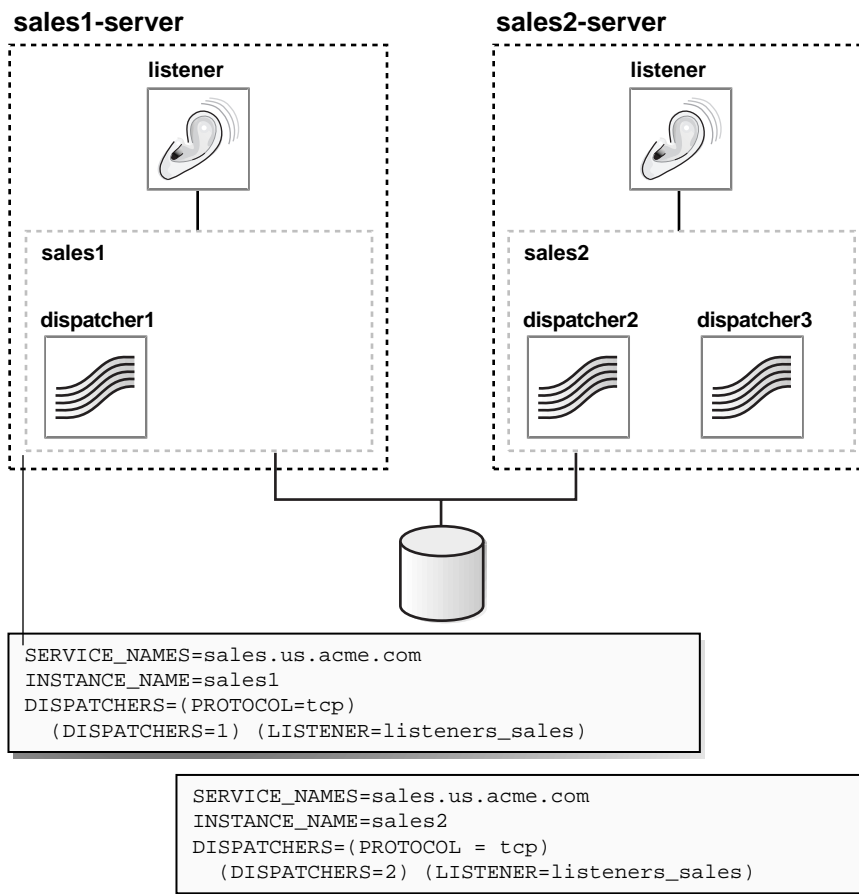 sales1-server
sales2-server
listener
listener
sales1
sales2
dispatcher1
dispatcher2
dispatcher3
SERVICE_NAMES=sales.us.acme.com
INSTANCE_NAME=sales1
DISPATCHERS=(PROTOCOL=tcp)
(DISPATCHERS=1) (LISTENER=listeners_sales)
SERVICE_NAMES=sales.us.acme.com
INSTANCE_NAME=sales2
DISPATCHERS=(PROTOCOL = tcp)
(DISPATCHERS=2) (LISTENER=listeners_sales)